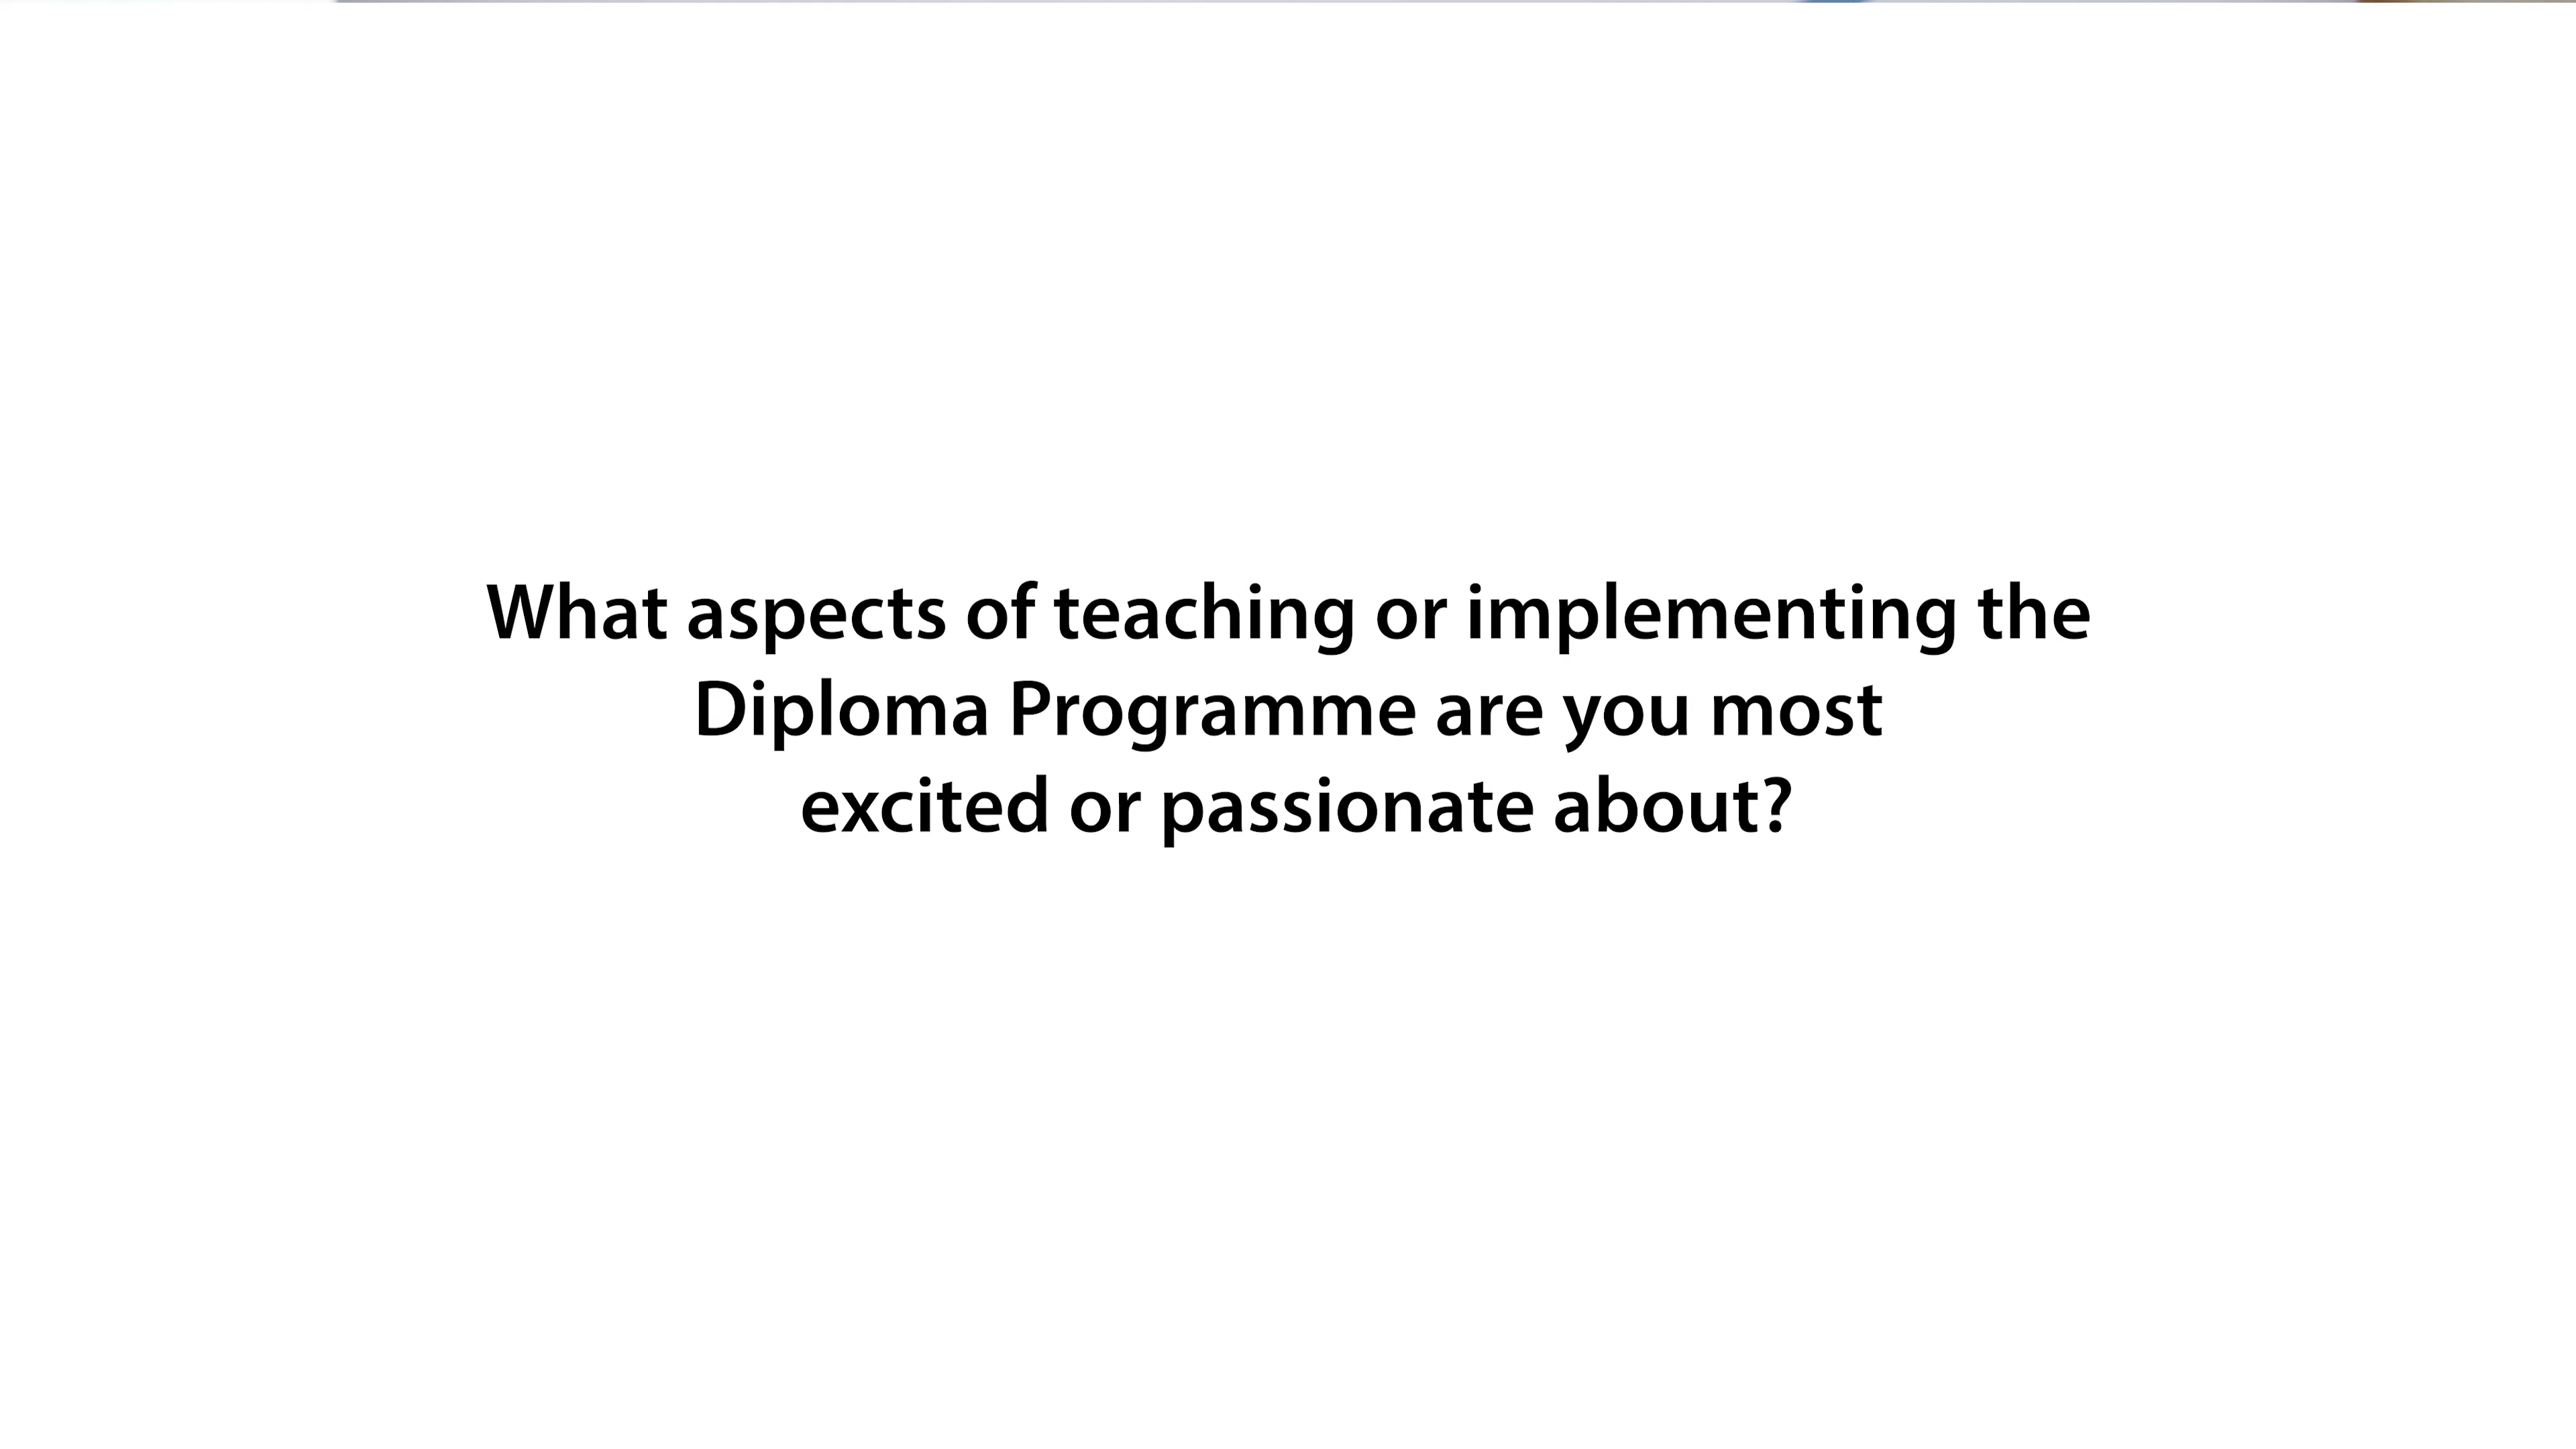 What aspects of teaching or implementing the
Diploma Programme are you most
excited or passionate about?